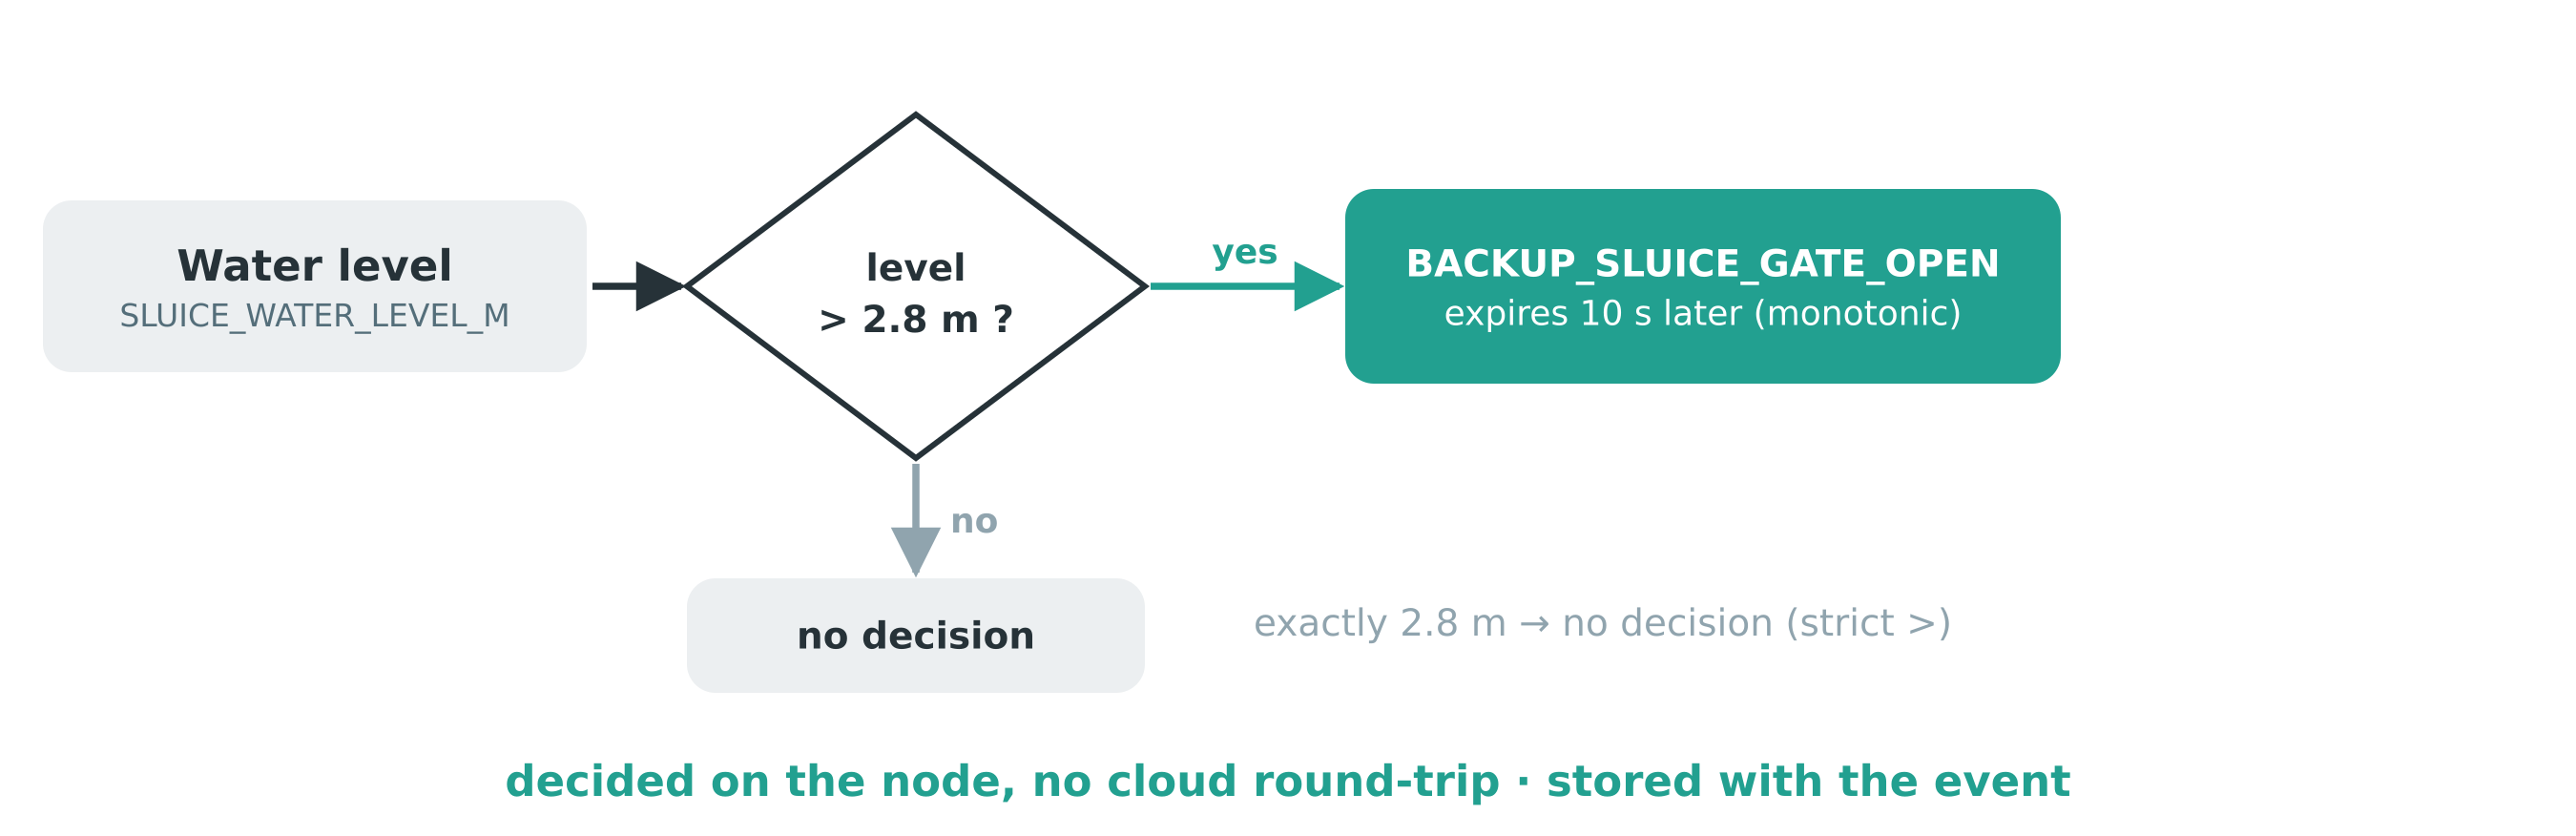 Water level
SLUICE_WATER_LEVEL_M
level
> 2.8 m ?
yes
BACKUP_SLUICE_GATE_OPEN
expires 10 s later (monotonic)
no
no decision
exactly 2.8 m → no decision (strict >)
decided on the node, no cloud round-trip · stored with the event